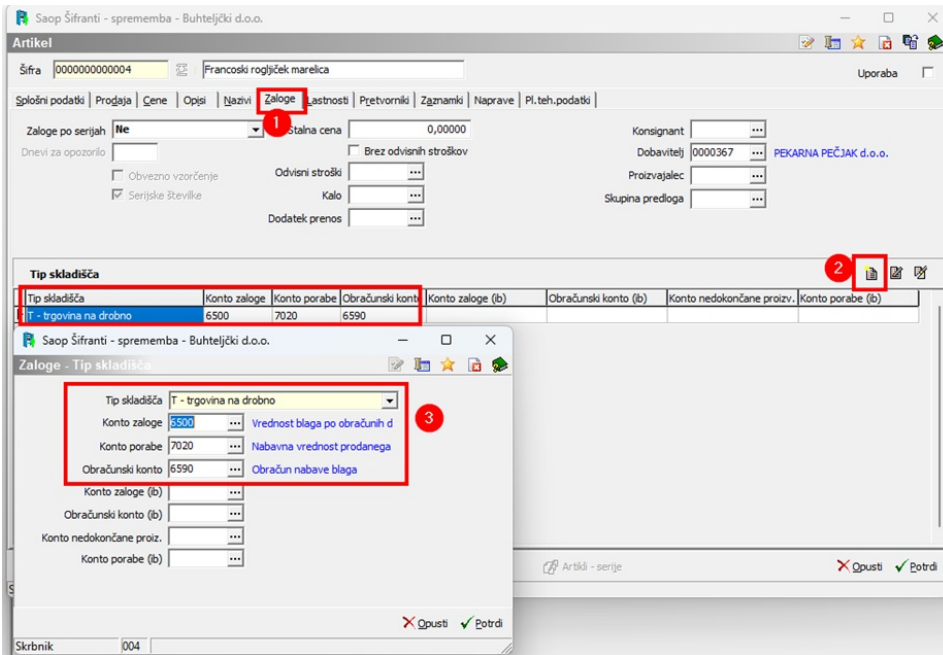 Saop Šifranti - sprememba - Buhteljčki d.o.o.
Artikel
Šifra 0000000000004 Francoski rogljiček marelica Uporaba
Splošni podatki Prodaja Cene Opisi Nazivi Zaloge Lastnosti Pretvorniki Zaznamki Naprave Pl.teh.podatki
1
Zaloge po serijah Ne Stalna cena 0,00000 Konsignant ...
Dnevi za opozorilo Brez odvisnih stroškov Dobavitelj 0000367 ... PEKARNA PEČJAK d.o.o.
Obvezno vzorčenje Odvisni stroški ... Proizvajalec ...
Serijske številke Kalo ... Skupina predloga ...
Dodatek prenos ...
Tip skladišča 2
Tip skladišča Konto zaloge Konto porabe Obračunski konto Konto zaloge (ib) Obračunski konto (ib) Konto nedokončane proizv. Konto porabe (ib)
T - trgovina na drobno 6500 7020 6590
Saop Šifranti - sprememba - Buhteljčki d.o.o.
Zaloge - Tip skladišča
Tip skladišča T - trgovina na drobno
3
Konto zaloge 6500 ... Vrednost blaga po obračunih d
Konto porabe 7020 ... Nabavna vrednost prodanega
Obračunski konto 6590 ... Obračun nabave blaga
Konto zaloge (ib) ...
Obračunski konto (ib) ...
Konto nedokončane proiz. ...
Konto porabe (ib) ...
Artikli - serije Opusti Potrdi
Opusti Potrdi
Skrbnik 004